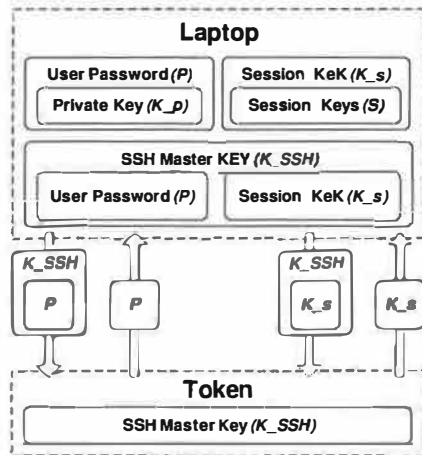 Laptop
User Password (P) Session KeK (K_s)
Private Key (K_p) Session Keys (S)
SSH Master KEY (K_SSH)
User Password (P) Session KeK (K_s)
K_SSH K_SSH
P P K_s K_s
Token
SSH Master Key (K_SSH)